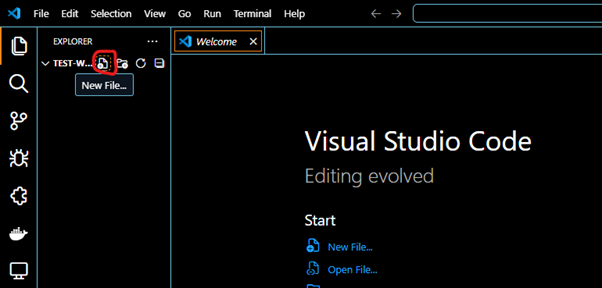 File Edit Selection View Go Run Terminal Help
EXPLORER ...
Welcome
TEST-W...
New File...
Visual Studio Code
Editing evolved
Start
New File...
Open File...